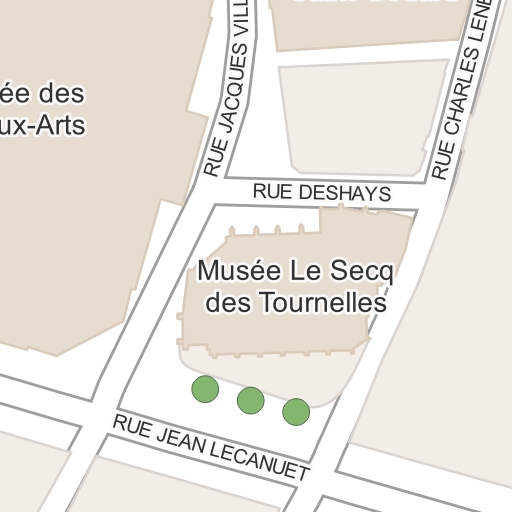 ée des
ux-Arts
RUE JACQUES VILL
RUE CHARLES LENE
RUE DESHAYS
Musée Le Secq
des Tournelles
RUE JEAN LECANUET